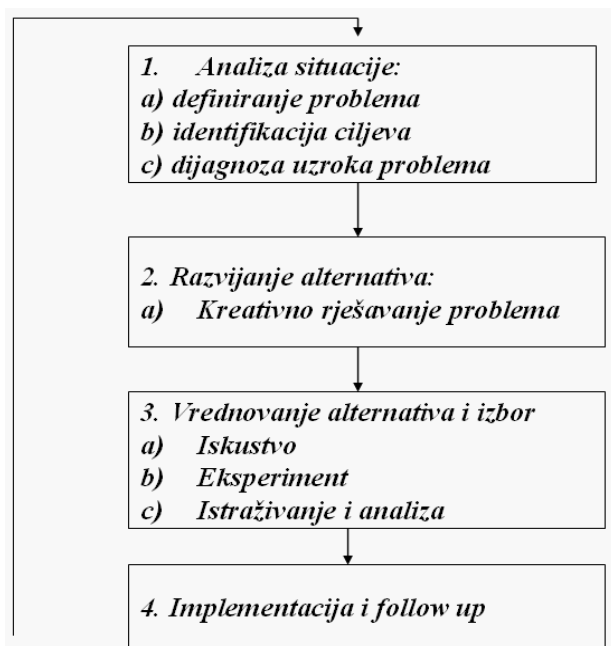 1. Analiza situacije:
a) definiranje problema
b) identifikacija ciljeva
c) dijagnoza uzroka problema
2. Razvijanje alternativa:
a) Kreativno rješavanje problema
3. Vrednovanje alternativa i izbor
a) Iskustvo
b) Eksperiment
c) Istraživanje i analiza
4. Implementacija i follow up